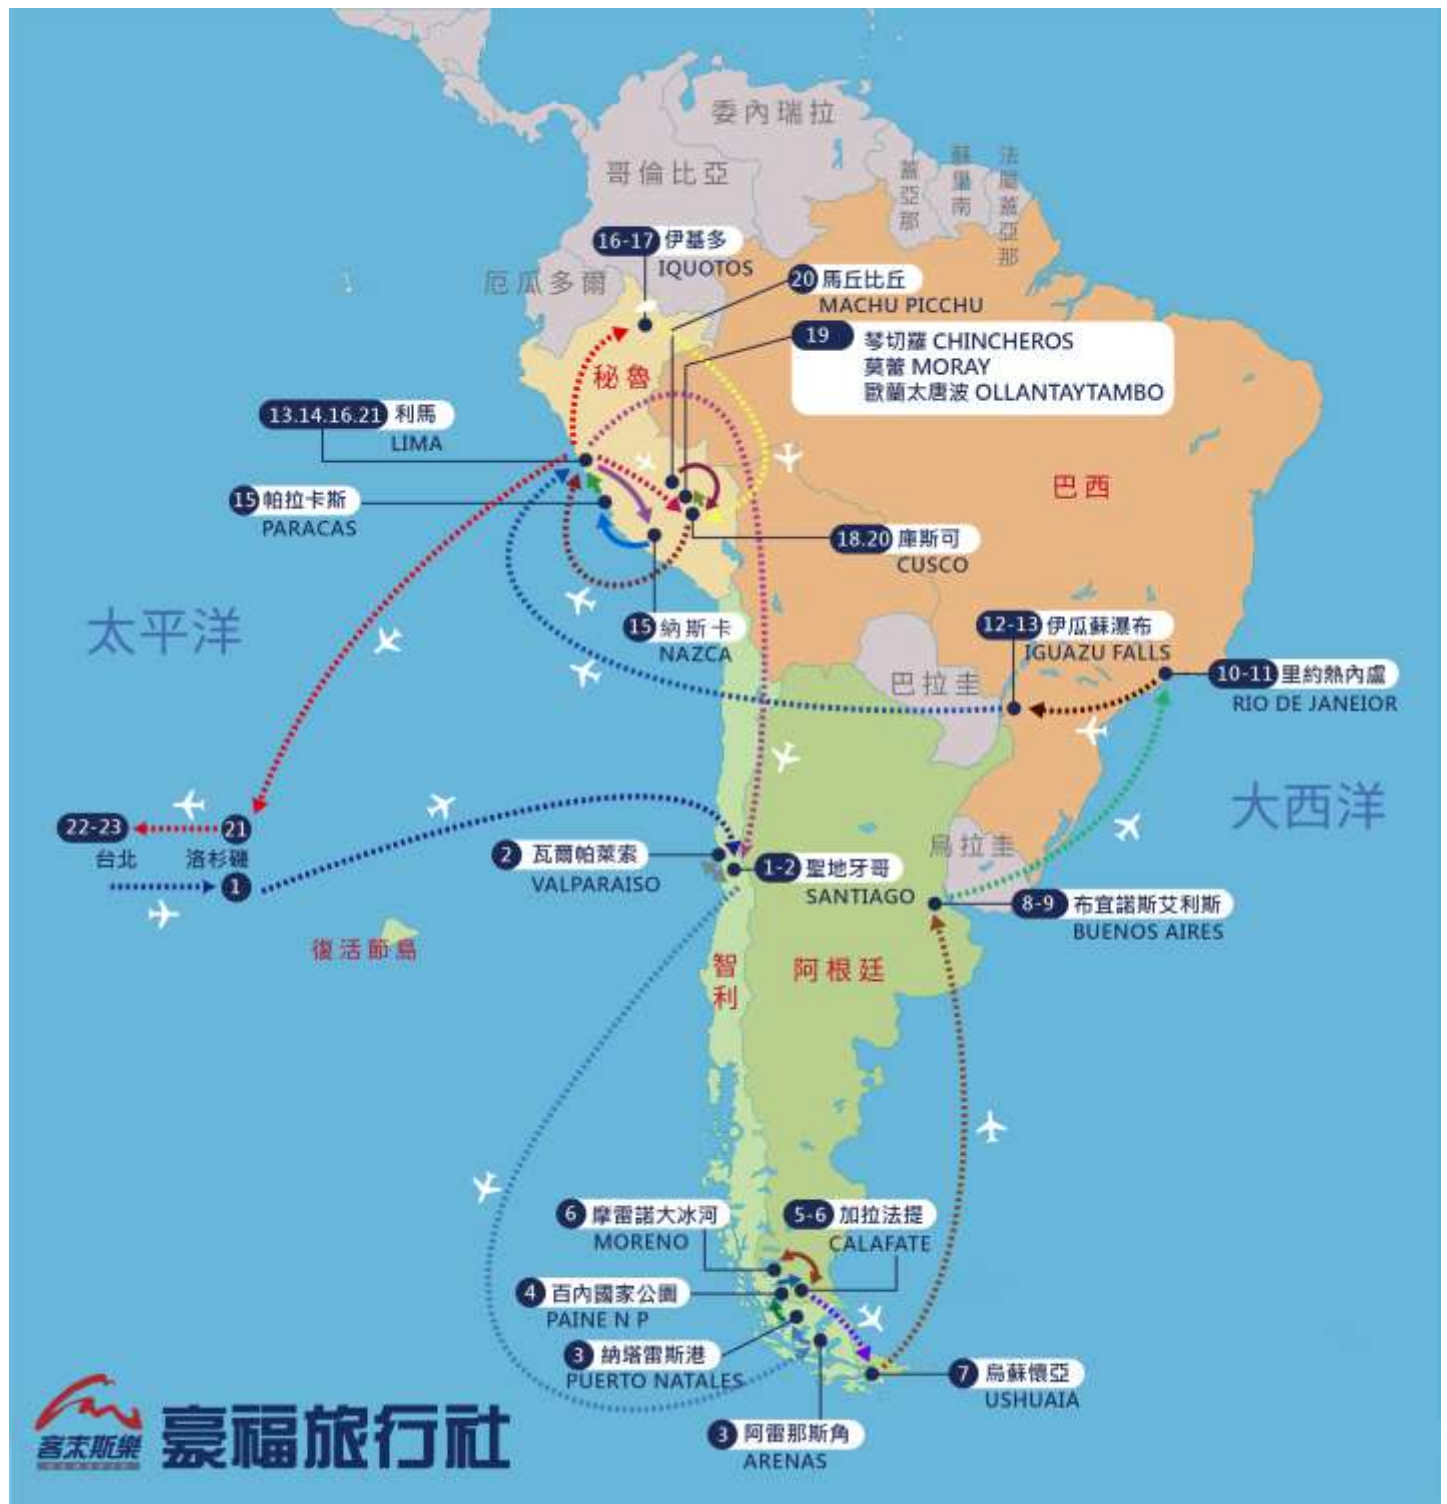 委內瑞拉
哥倫比亞
蓋亞那
蘇里南
法屬蓋亞那
厄瓜多爾
16-17 伊基多
IQUOTOS
20 馬丘比丘
MACHU PICCHU
19 琴切羅 CHINCHEROS
莫蕾 MORAY
歐蘭太唐波 OLLANTAYTAMBO
秘魯
13.14.16.21 利馬
LIMA
巴西
15 帕拉卡斯
PARACAS
18.20 庫斯可
CUSCO
太平洋
15 納斯卡
NAZCA
12-13 伊瓜蘇瀑布
IGUAZU FALLS
巴拉圭
10-11 里約熱內盧
RIO DE JANEIOR
大西洋
22-23
台北
21
洛杉磯
1
2 瓦爾帕萊索
VALPARAISO
1-2 聖地牙哥
SANTIAGO
烏拉圭
8-9 布宜諾斯艾利斯
BUENOS AIRES
復活節島
智利
阿根廷
6 摩雷諾大冰河
MORENO
5-6 加拉法提
CALAFATE
4 百內國家公園
PAINE N P
3 納塔雷斯港
PUERTO NATALES
7 烏蘇懷亞
USHUAIA
3 阿雷那斯角
ARENAS
客末斯樂
豪福旅行社